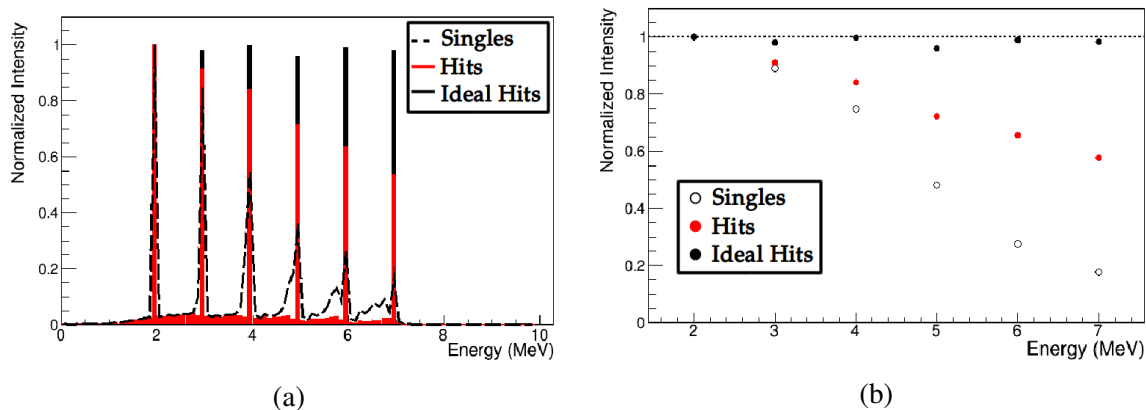 Normalized Intensity
1
0.8
0.6
0.4
0.2
0
0 2 4 6 8 10
Energy (MeV)
Singles
Hits
Ideal Hits
(a)
Normalized Intensity
1
0.8
0.6
0.4
0.2
0
2 3 4 5 6 7
Energy (MeV)
Singles
Hits
Ideal Hits
(b)